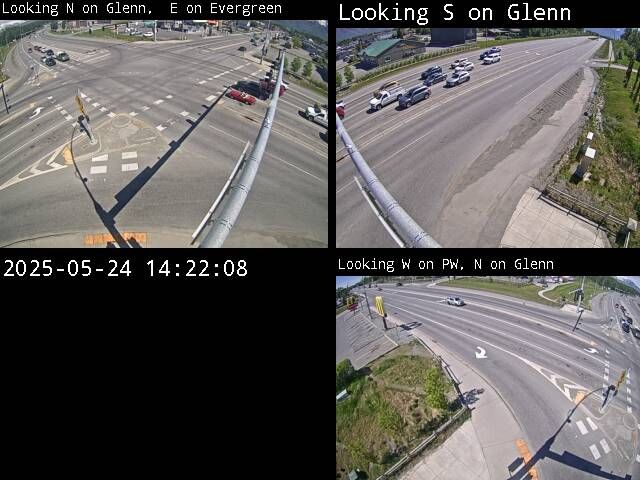 Looking N on Glenn,  E on Evergreen
Looking S on Glenn
2025-05-24 14:22:08
Looking W on PW, N on Glenn